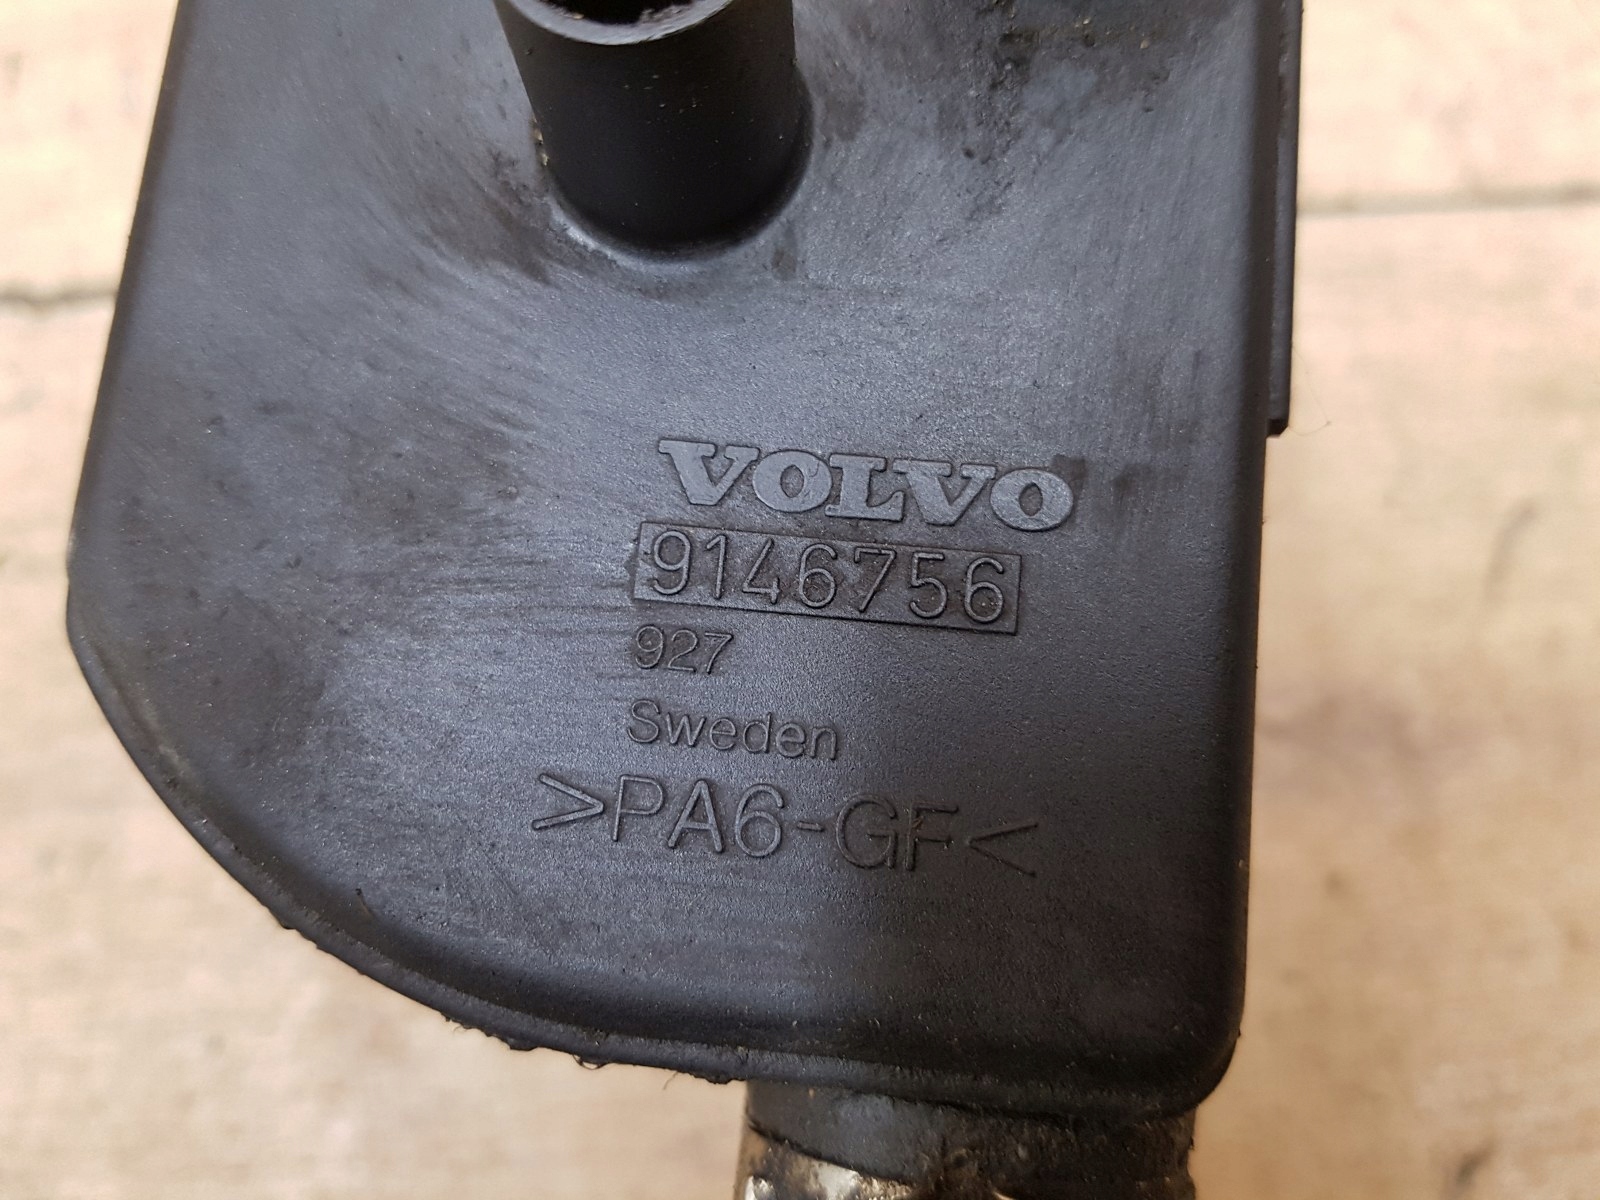 VOLVO
9146756
927
Sweden
>PA6-GF<